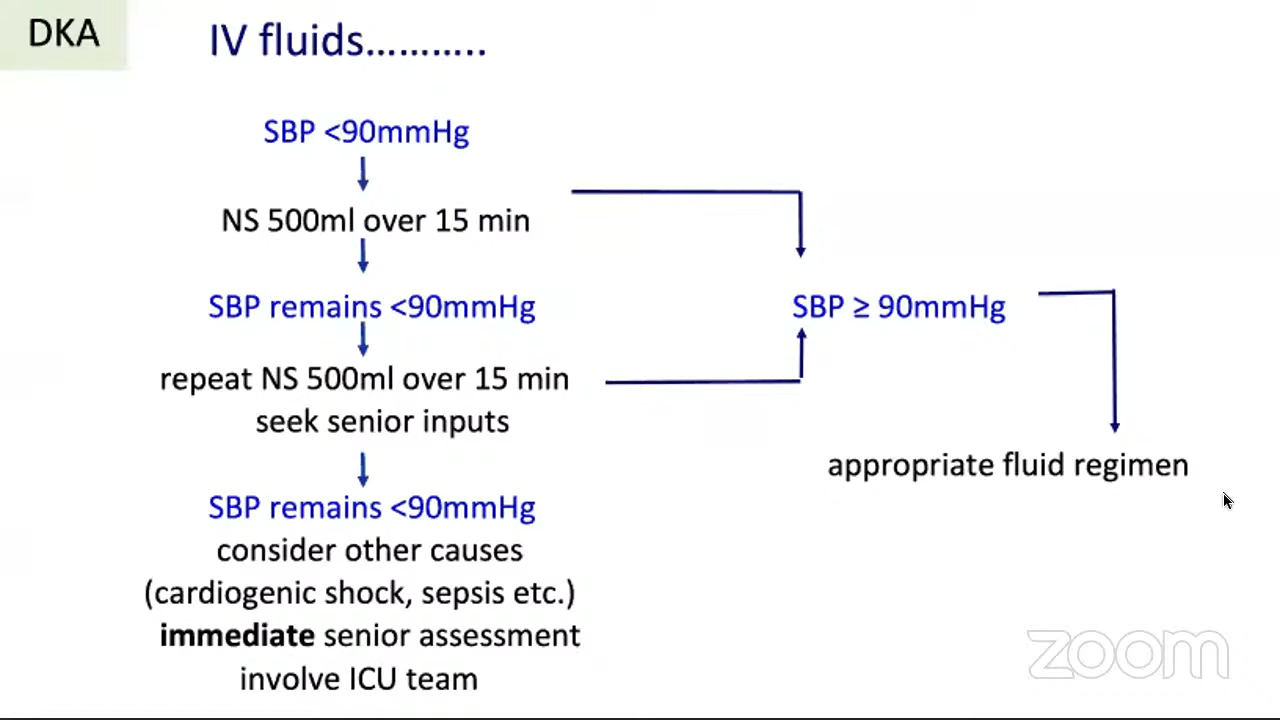 DKA
IV fluids………..
SBP <90mmHg
NS 500ml over 15 min
SBP remains <90mmHg
SBP ≥ 90mmHg
repeat NS 500ml over 15 min
seek senior inputs
appropriate fluid regimen
SBP remains <90mmHg
consider other causes
(cardiogenic shock, sepsis etc.)
immediate senior assessment
involve ICU team
zoom